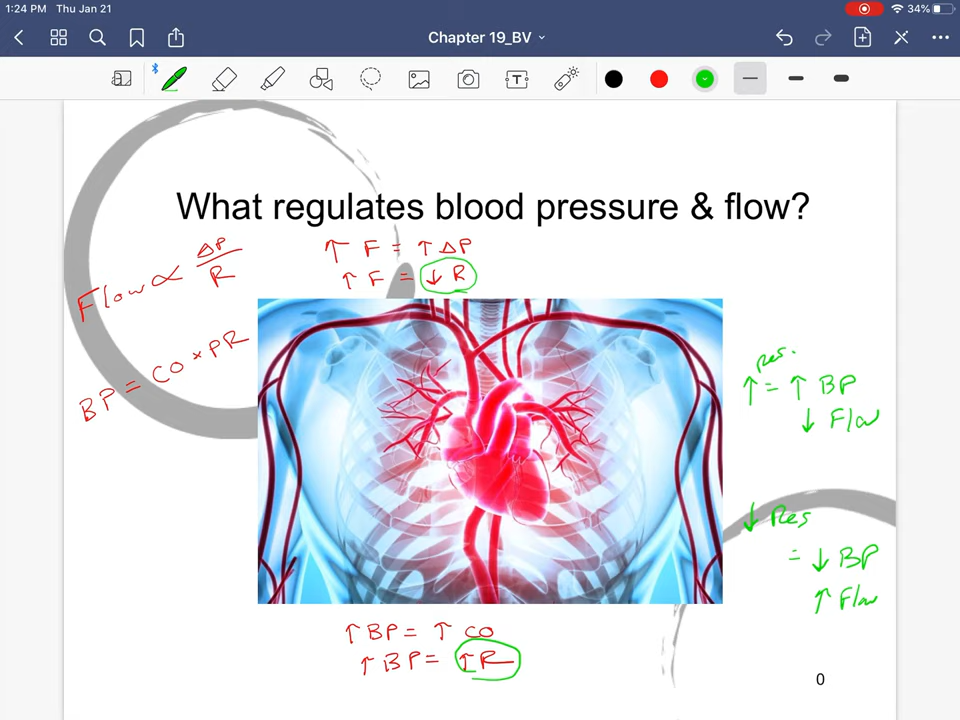 1:24 PM Thu Jan 21
34%
Chapter 19_BV
What regulates blood pressure & flow?
Flow ∝ ΔP/R
↑ F = ↑ ΔP
↑ F = ↓ R
BP = CO × PR
Res.
↑ = ↑ BP
↓ Flow
↓ Res
= ↓ BP
↑ Flow
↑ BP = ↑ CO
↑ BP = ↑ R
0